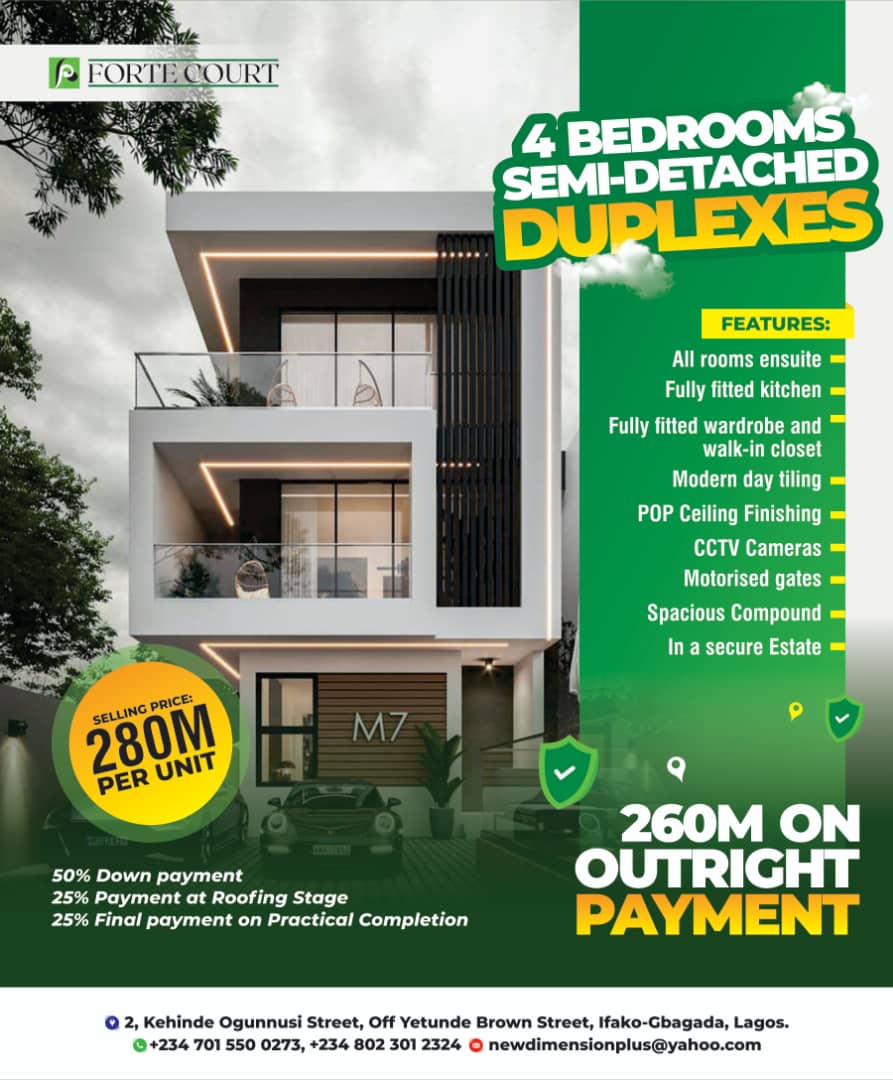 FORTE COURT
4 BEDROOMS
SEMI-DETACHED
DUPLEXES
FEATURES:
All rooms ensuite
Fully fitted kitchen
Fully fitted wardrobe and
walk-in closet
Modern day tiling
POP Ceiling Finishing
CCTV Cameras
Motorised gates
Spacious Compound
In a secure Estate
M7
SELLING PRICE:
280M
PER UNIT
50% Down payment
25% Payment at Roofing Stage
25% Final payment on Practical Completion
260M ON
OUTRIGHT
PAYMENT
2, Kehinde Ogunnusi Street, Off Yetunde Brown Street, Ifako-Gbagada, Lagos.
+234 701 550 0273, +234 802 301 2324 newdimensionplus@yahoo.com